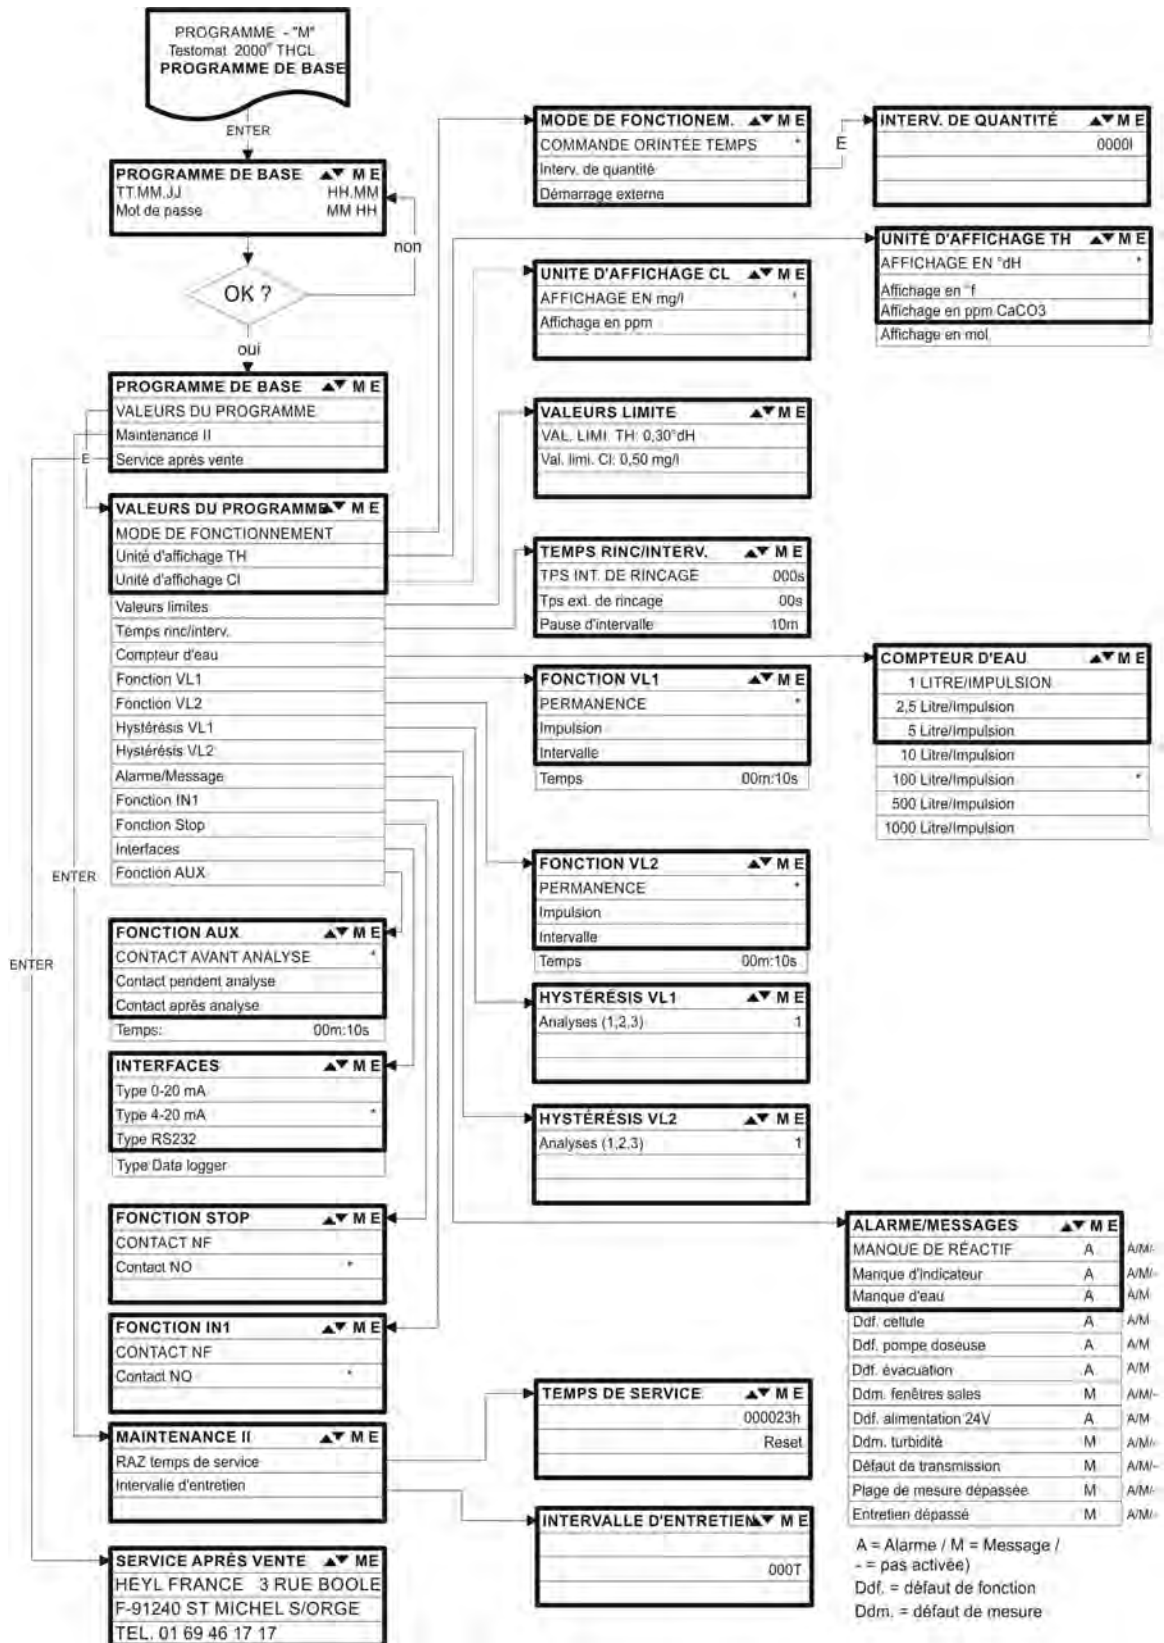 PROGRAMME - "M"
Testomat 2000® THCL
PROGRAMME DE BASE
ENTER
PROGRAMME DE BASE ▲▼ M E
TT.MM.JJ HH.MM
Mot de passe MM HH
non
OK ?
oui
PROGRAMME DE BASE ▲▼ M E
VALEURS DU PROGRAMME
Maintenance II
Service après vente
E
VALEURS DU PROGRAMME ▲▼ M E
MODE DE FONCTIONNEMENT
Unité d'affichage TH
Unité d'affichage Cl
Valeurs limites
Temps rinc/interv.
Compteur d'eau
Fonction VL1
Fonction VL2
Hystérésis VL1
Hystérésis VL2
Alarme/Message
Fonction IN1
Fonction Stop
Interfaces
Fonction AUX
ENTER
ENTER
FONCTION AUX ▲▼ M E
CONTACT AVANT ANALYSE *
Contact pendent analyse
Contact après analyse
Temps: 00m:10s
INTERFACES ▲▼ M E
Type 0-20 mA
Type 4-20 mA *
Type RS232
Type Data logger
FONCTION STOP ▲▼ M E
CONTACT NF
Contact NO *
FONCTION IN1 ▲▼ M E
CONTACT NF
Contact NO *
MAINTENANCE II ▲▼ M E
RAZ temps de service
Intervalle d'entretien
SERVICE APRÈS VENTE ▲▼ ME
HEYL FRANCE 3 RUE BOOLE
F-91240 ST MICHEL S/ORGE
TEL. 01 69 46 17 17
MODE DE FONCTIONEM. ▲▼ M E
COMMANDE ORINTÉE TEMPS *
Interv. de quantité
Démarrage externe
E
INTERV. DE QUANTITÉ ▲▼ M E
0000l
UNITÉ D'AFFICHAGE TH ▲▼ M E
AFFICHAGE EN °dH *
Affichage en °f
Affichage en ppm CaCO3
Affichage en mol.
UNITE D'AFFICHAGE CL ▲▼ M E
AFFICHAGE EN mg/l *
Affichage en ppm
VALEURS LIMITE ▲▼ M E
VAL. LIMI. TH: 0,30°dH
Val. limi. Cl: 0,50 mg/l
TEMPS RINC/INTERV. ▲▼ M E
TPS INT. DE RINCAGE 000s
Tps ext. de rincage 00s
Pause d'intervalle 10m
COMPTEUR D'EAU ▲▼ M E
1 LITRE/IMPULSION
2,5 Litre/Impulsion
5 Litre/Impulsion
10 Litre/Impulsion
100 Litre/Impulsion *
500 Litre/Impulsion
1000 Litre/Impulsion
FONCTION VL1 ▲▼ M E
PERMANENCE *
Impulsion
Intervalle
Temps 00m:10s
FONCTION VL2 ▲▼ M E
PERMANENCE *
Impulsion
Intervalle
Temps 00m:10s
HYSTÉRÉSIS VL1 ▲▼ M E
Analyses (1,2,3) 1
HYSTÉRÉSIS VL2 ▲▼ M E
Analyses (1,2,3) 1
ALARME/MESSAGES ▲▼ M E
MANQUE DE RÉACTIF A A/M/-
Manque d'indicateur A A/M/-
Manque d'eau A A/M
Ddf. cellule A A/M
Ddf. pompe doseuse A A/M
Ddf. évacuation A A/M
Ddm. fenêtres sales M A/M/-
Ddf. alimentation 24V A A/M
Ddm. turbidité M A/M/-
Défaut de transmission M A/M/-
Plage de mesure dépassée M A/M/-
Entretien dépassé M A/M/-
A = Alarme / M = Message /
- = pas activée)
Ddf. = défaut de fonction
Ddm. = défaut de mesure
TEMPS DE SERVICE ▲▼ M E
000023h
Reset
INTERVALLE D'ENTRETIEN ▲▼ M E
000T